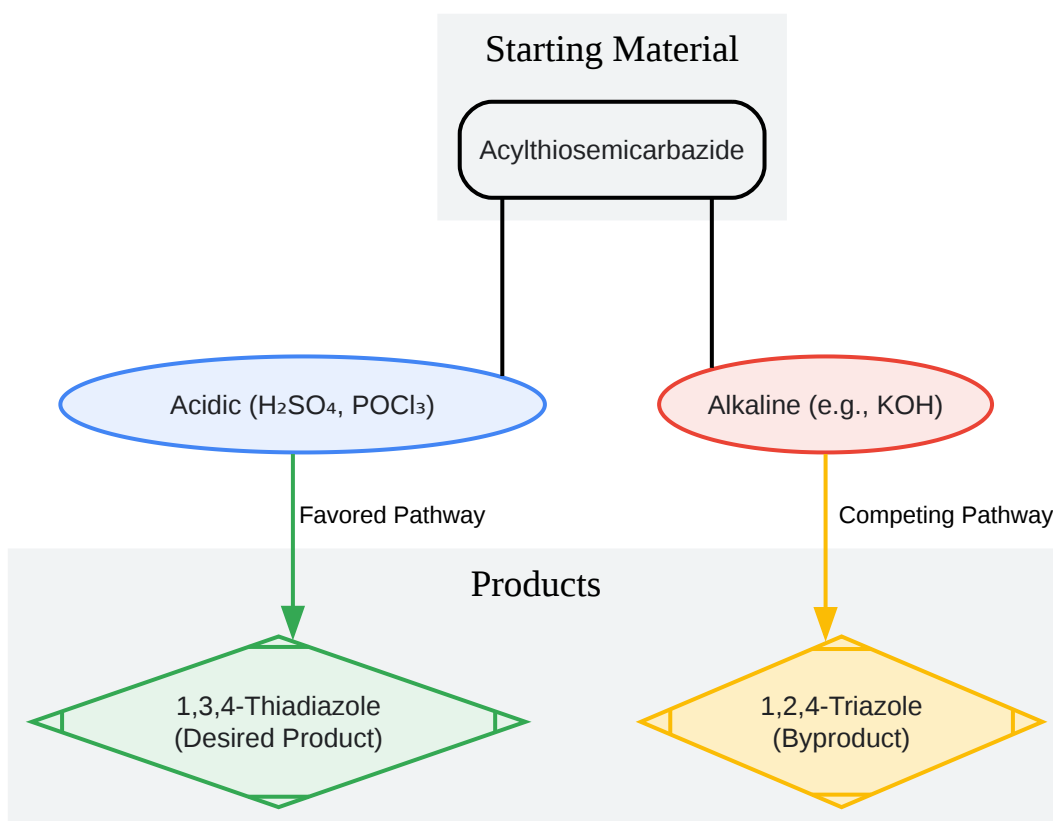 Starting Material
Acylthiosemicarbazide
Acidic (H₂SO₄, POCl₃)
Alkaline (e.g., KOH)
Favored Pathway
Competing Pathway
Products
1,3,4-Thiadiazole
(Desired Product)
1,2,4-Triazole
(Byproduct)